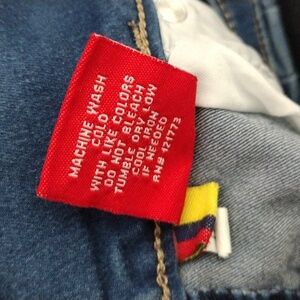 MACHINE WASH
COLD
WITH LIKE COLORS
DO NOT BLEACH
TUMBLE DRY LOW
COOL IRON
IF NEEDED
RN# 121773